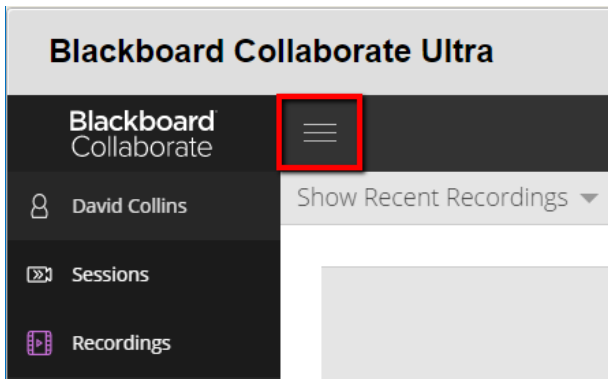 Blackboard Collaborate Ultra
Blackboard
Collaborate
David Collins
Show Recent Recordings
Sessions
Recordings